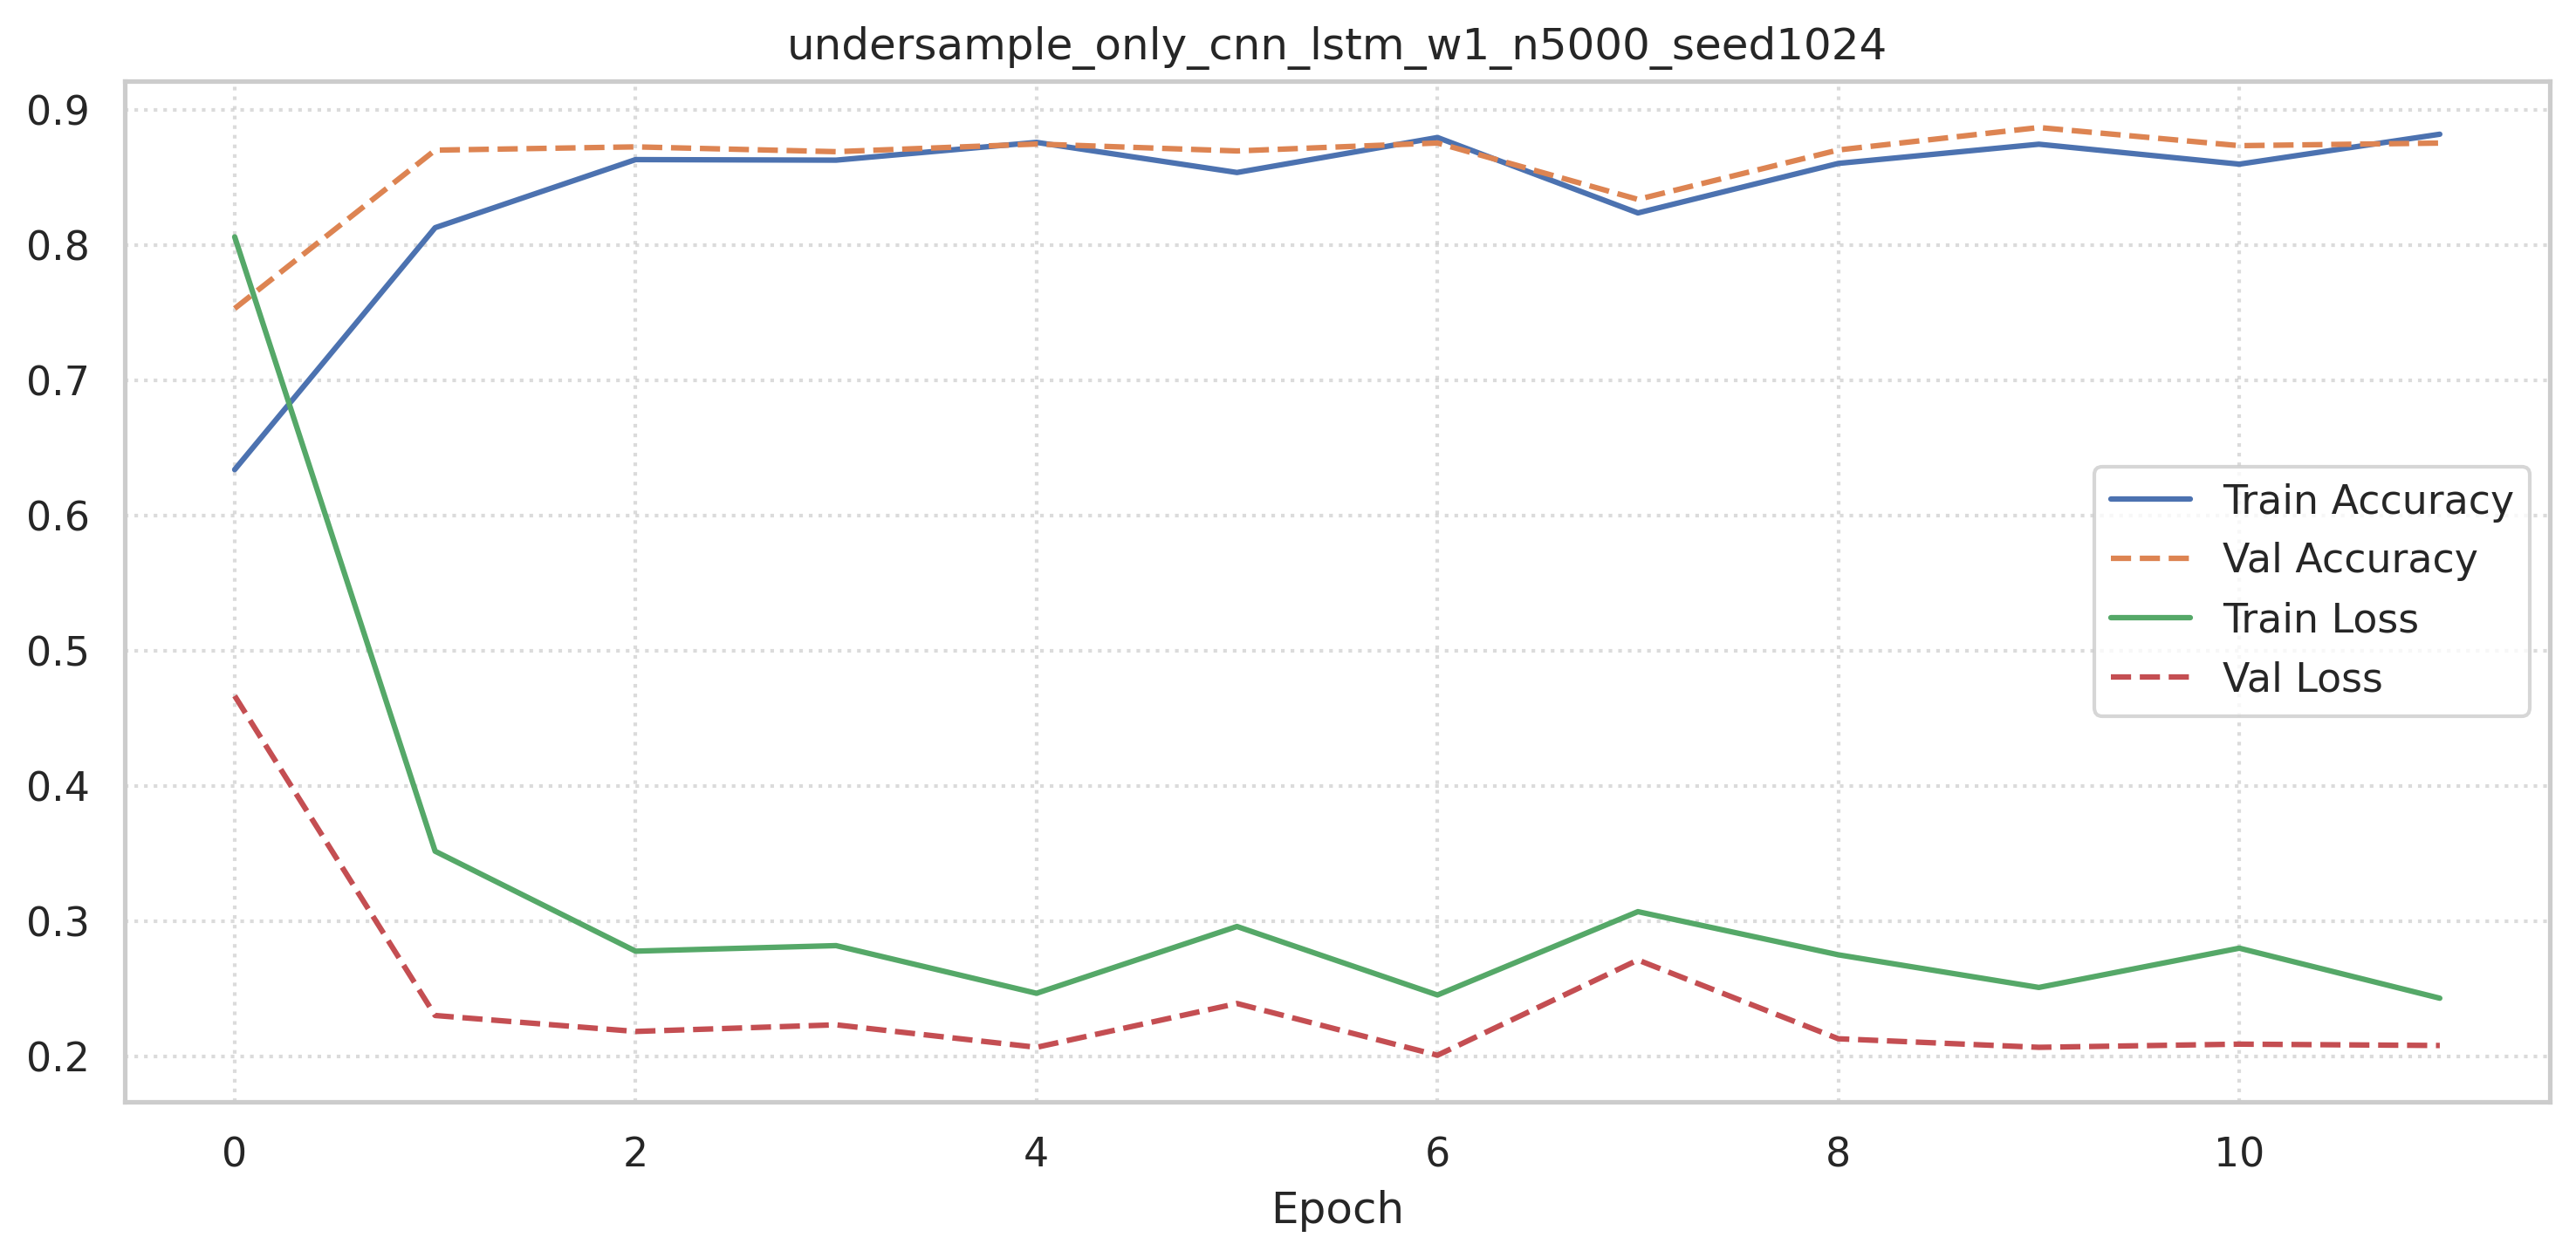 undersample_only_cnn_lstm_w1_n5000_seed1024
0.9
0.8
0.7
0.6
0.5
0.4
0.3
0.2
Train Accuracy
Val Accuracy
Train Loss
Val Loss
0 2 4 6 8 10
Epoch